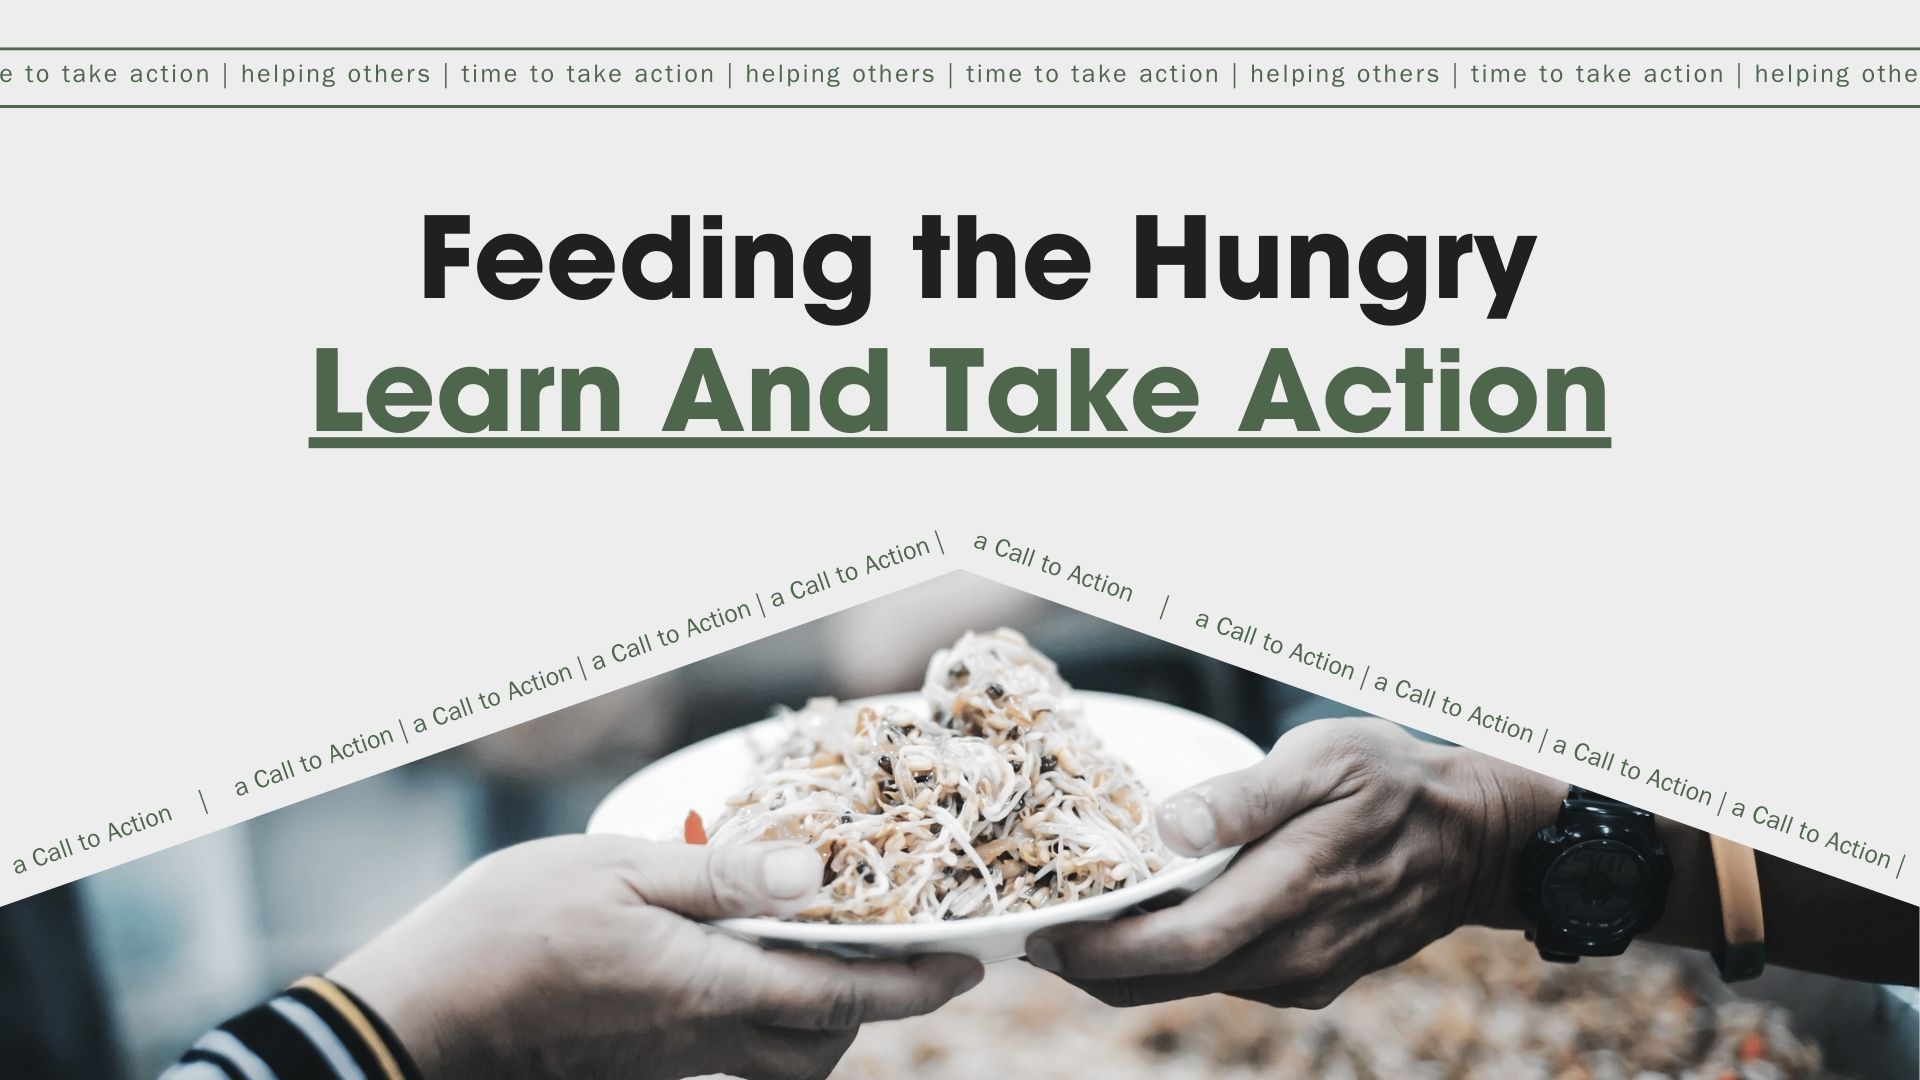 e to take action | helping others | time to take action | helping others | time to take action | helping others | time to take action | helping othe
Feeding the Hungry
Learn And Take Action
a Call to Action | a Call to Action | a Call to Action | a Call to Action | a Call to Action |
a Call to Action | a Call to Action | a Call to Action | a Call to Action | a Call to Action |